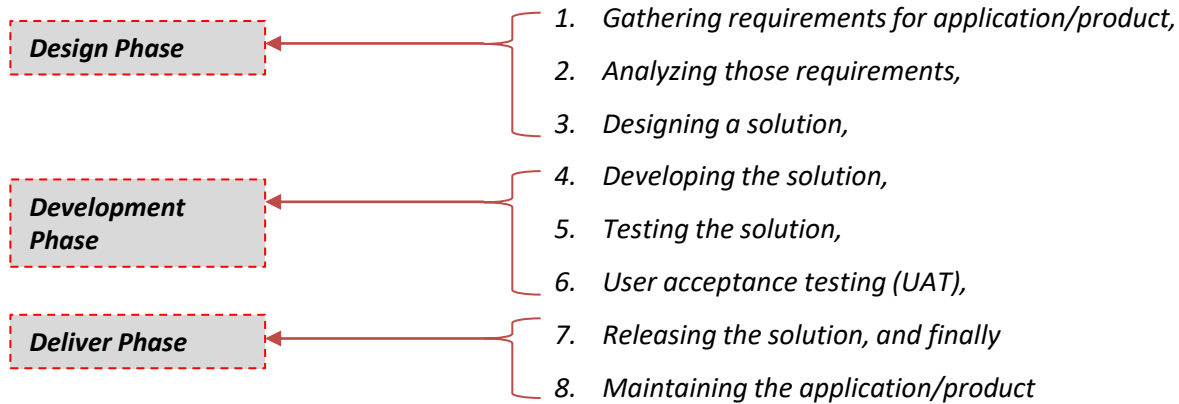 Design Phase
1. Gathering requirements for application/product,
2. Analyzing those requirements,
3. Designing a solution,
Development
Phase
4. Developing the solution,
5. Testing the solution,
6. User acceptance testing (UAT),
Deliver Phase
7. Releasing the solution, and finally
8. Maintaining the application/product